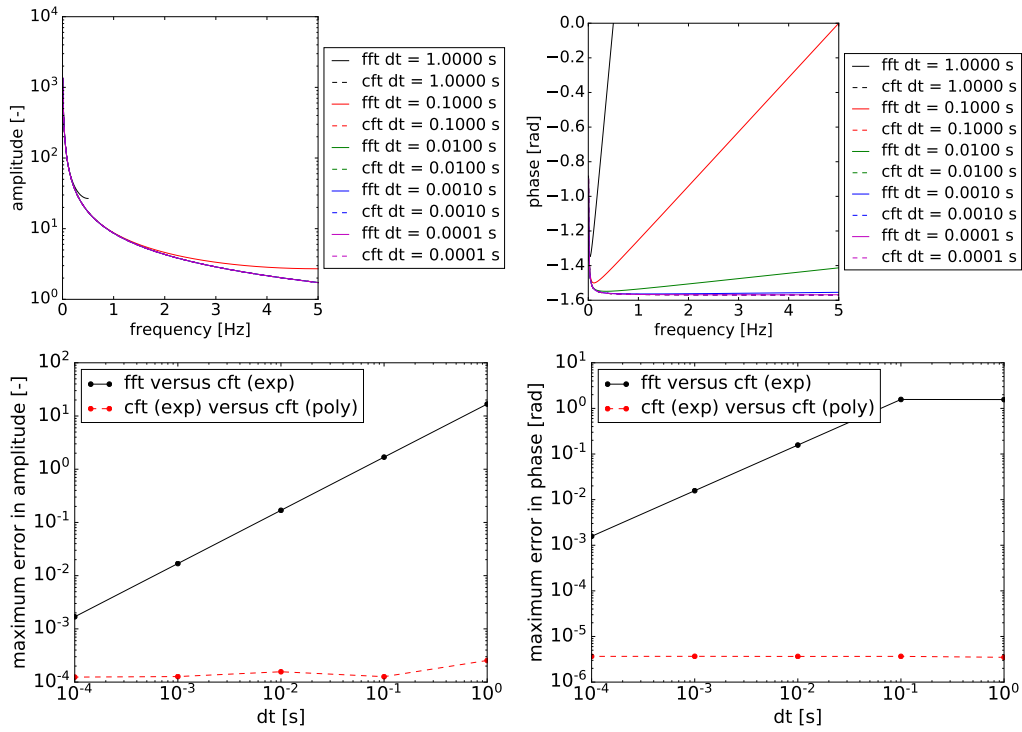 10^4
10^3
10^2
10^1
10^0
amplitude [-]
0 1 2 3 4 5
frequency [Hz]
fft dt = 1.0000 s
cft dt = 1.0000 s
fft dt = 0.1000 s
cft dt = 0.1000 s
fft dt = 0.0100 s
cft dt = 0.0100 s
fft dt = 0.0010 s
cft dt = 0.0010 s
fft dt = 0.0001 s
cft dt = 0.0001 s
0.0
−0.2
−0.4
−0.6
−0.8
−1.0
−1.2
−1.4
−1.6
phase [rad]
0 1 2 3 4 5
frequency [Hz]
fft dt = 1.0000 s
cft dt = 1.0000 s
fft dt = 0.1000 s
cft dt = 0.1000 s
fft dt = 0.0100 s
cft dt = 0.0100 s
fft dt = 0.0010 s
cft dt = 0.0010 s
fft dt = 0.0001 s
cft dt = 0.0001 s
10^2
10^1
10^0
10^-1
10^-2
10^-3
10^-4
maximum error in amplitude [-]
fft versus cft (exp)
cft (exp) versus cft (poly)
10^-4 10^-3 10^-2 10^-1 10^0
dt [s]
10^1
10^0
10^-1
10^-2
10^-3
10^-4
10^-5
10^-6
maximum error in phase [rad]
fft versus cft (exp)
cft (exp) versus cft (poly)
10^-4 10^-3 10^-2 10^-1 10^0
dt [s]